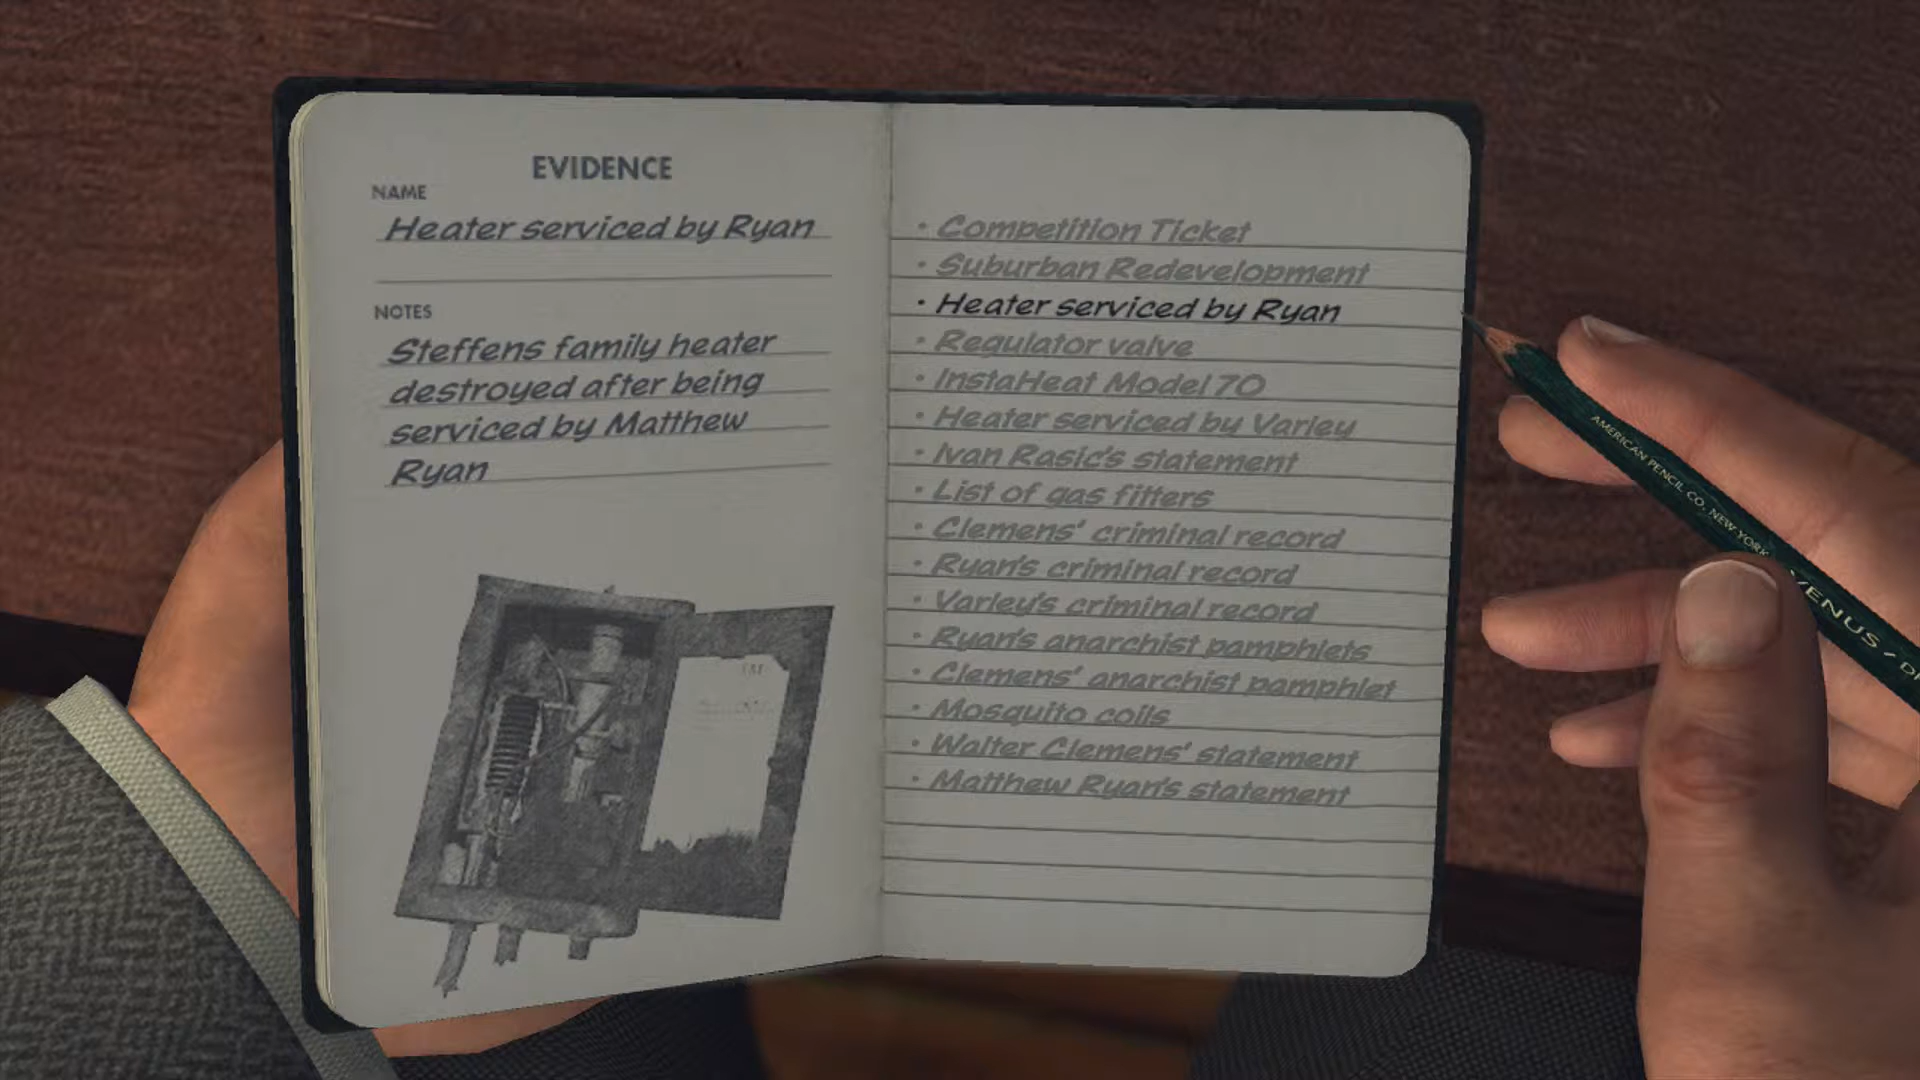 EVIDENCE
NAME
Heater serviced by Ryan
NOTES
Steffens family heater
destroyed after being
serviced by Matthew
Ryan
• Competition Ticket
• Suburban Redevelopment
• Heater serviced by Ryan
• Regulator valve
• InstaHeat Model 70
• Heater serviced by Varley
• Ivan Rasic's statement
• List of gas fitters
• Clemens' criminal record
• Ryan's criminal record
• Varley's criminal record
• Ryan's anarchist pamphlets
• Clemens' anarchist pamphlet
• Mosquito coils
• Walter Clemens' statement
• Matthew Ryan's statement
AMERICAN PENCIL CO. NEW YORK
VENUS